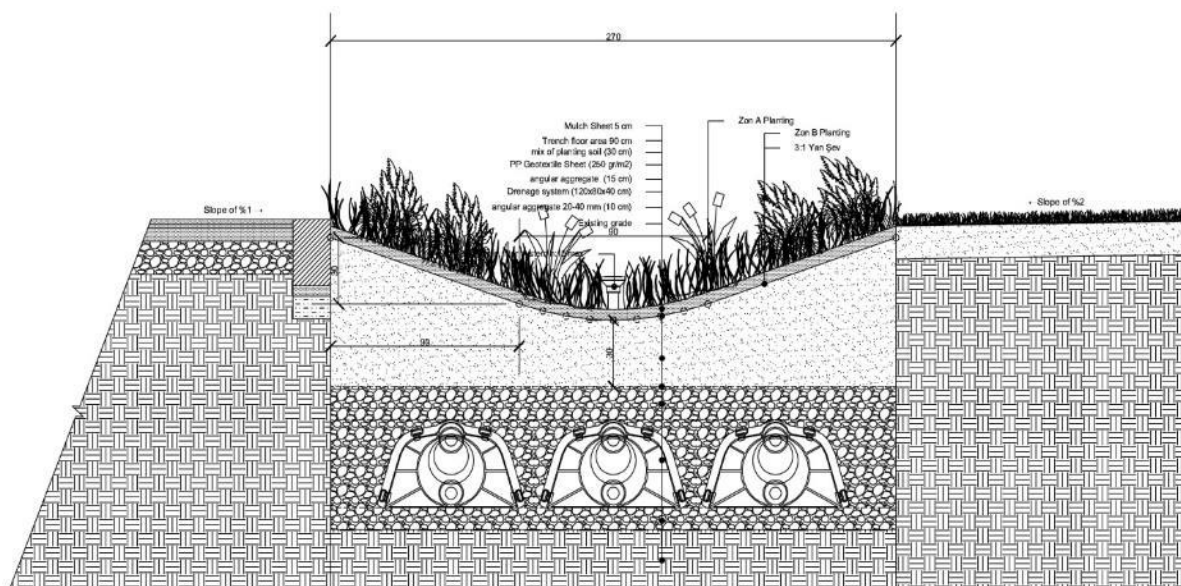 270
Mulch Sheet 5 cm
Trench floor area 90 cm
mix of planting soil (30 cm)
PP Geotextile Sheet (250 gr/m2)
angular aggregate (15 cm)
Drenage system (120x80x40 cm)
angular aggregate 20-40 mm (10 cm)
Existing grade
Zon A Planting
Zon B Planting
3:1 Yan Şev
Slope of %1
Slope of %2
90
90
30